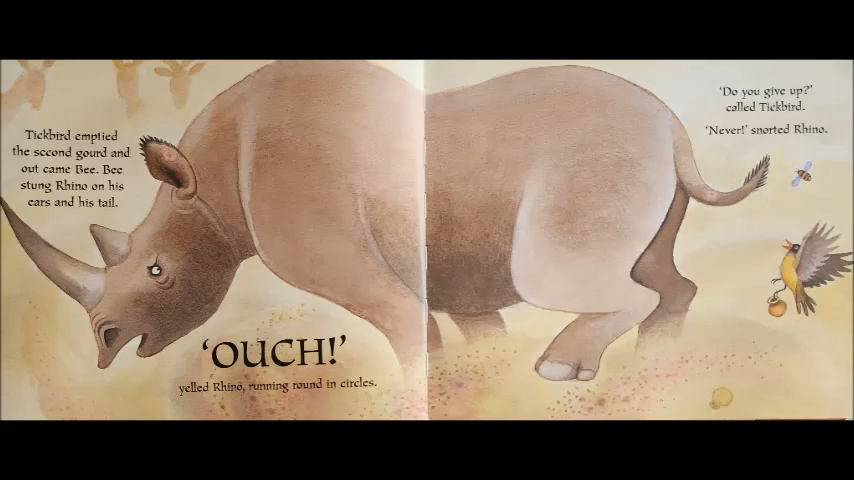 Tickbird emptied
the second gourd and
out came Bee. Bee
stung Rhino on his
ears and his tail.
‘OUCH!’
yelled Rhino, running round in circles.
‘Do you give up?’
called Tickbird.
‘Never!’ snorted Rhino.